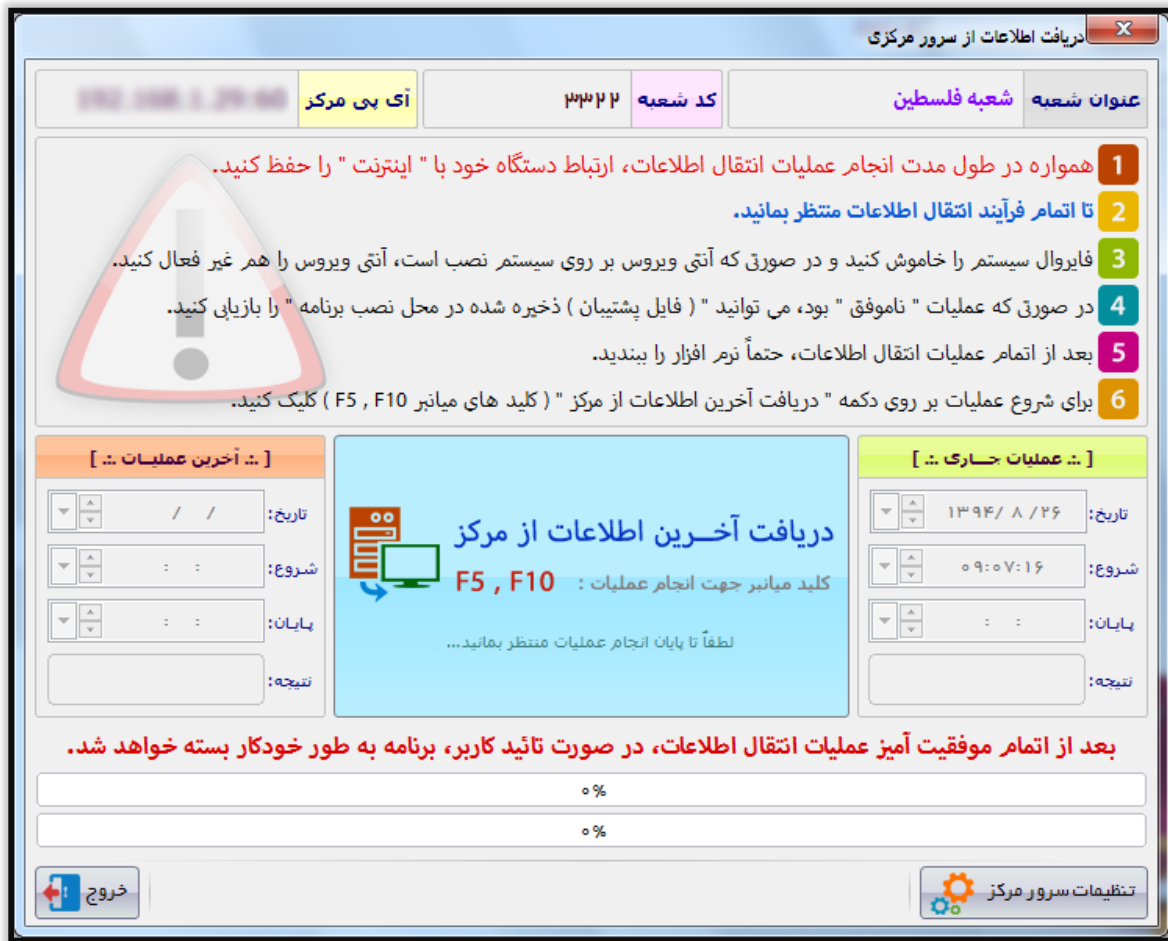 دریافت اطلاعات از سرور مرکزی
عنوان شعبه شعبه فلسطین کد شعبه ۳۳۲۲ آی پی مرکز
1 همواره در طول مدت انجام عملیات انتقال اطلاعات، ارتباط دستگاه خود با " اینترنت " را حفظ کنید.
2 تا اتمام فرآیند انتقال اطلاعات منتظر بمانید.
3 فایروال سیستم را خاموش کنید و در صورتی که آنتی ویروس بر روی سیستم نصب است، آنتی ویروس را هم غیر فعال کنید.
4 در صورتی که عملیات " ناموفق " بود، می توانید " ( فایل پشتیبان ) ذخیره شده در محل نصب برنامه " را بازیابی کنید.
5 بعد از اتمام عملیات انتقال اطلاعات، حتماً نرم افزار را ببندید.
6 برای شروع عملیات بر روی دکمه " دریافت آخرین اطلاعات از مرکز " ( کلید های میانبر F5 , F10 ) کلیک کنید.
[ .:. عملیات جـــاری .:. ]
تاریخ: ۱۳۹۴/ ۸ /۲۶
شروع: ۰۹:۰۷:۱۶
پایان: : :
نتیجه:
دریافت آخــرین اطلاعات از مرکز
کلید میانبر جهت انجام عملیات : F5 , F10
لطفاً تا پایان انجام عملیات منتظر بمانید...
[ .:. آخرین عملیــات .:. ]
تاریخ: / /
شروع: : :
پایان: : :
نتیجه:
بعد از اتمام موفقیت آمیز عملیات انتقال اطلاعات، در صورت تائید کاربر، برنامه به طور خودکار بسته خواهد شد.
۰%
۰%
تنظیمات سرور مرکز
خروج